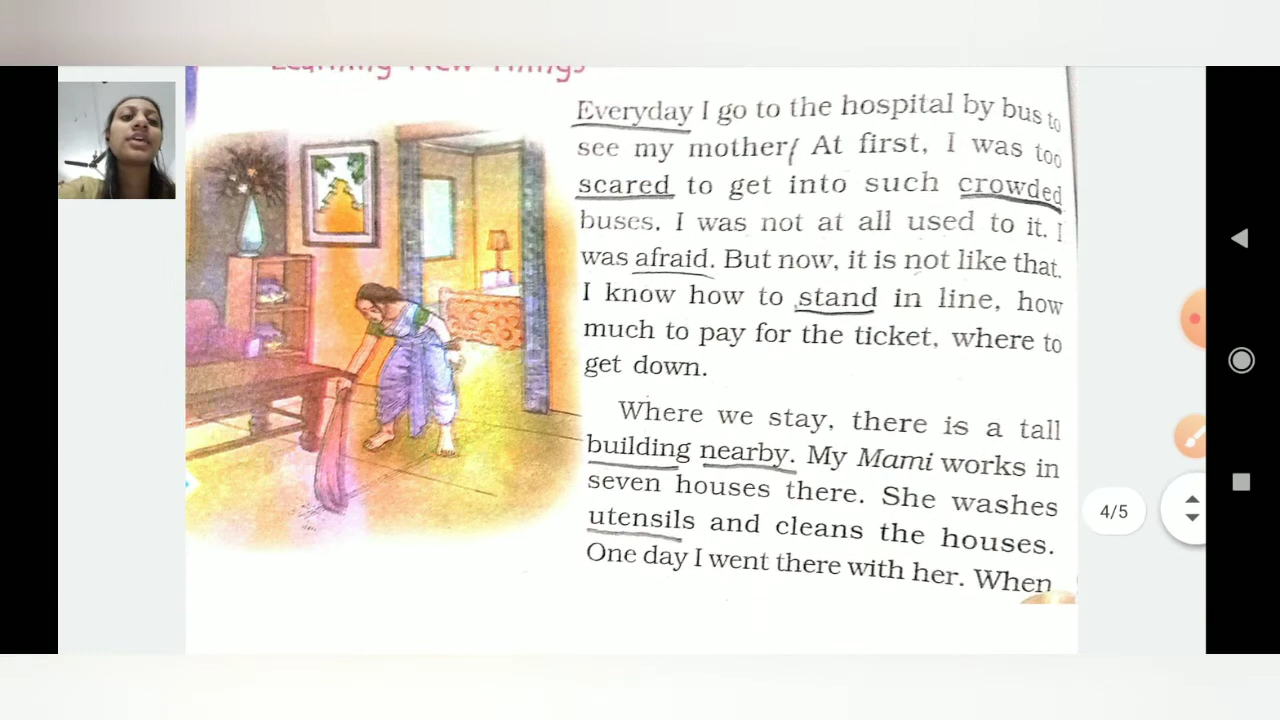 Learning New Things
Everyday I go to the hospital by bus to
see my mother. At first, I was too
scared to get into such crowded
buses. I was not at all used to it. I
was afraid. But now, it is not like that.
I know how to stand in line, how
much to pay for the ticket, where to
get down.
Where we stay, there is a tall
building nearby. My Mami works in
seven houses there. She washes
utensils and cleans the houses.
One day I went there with her. When
4/5